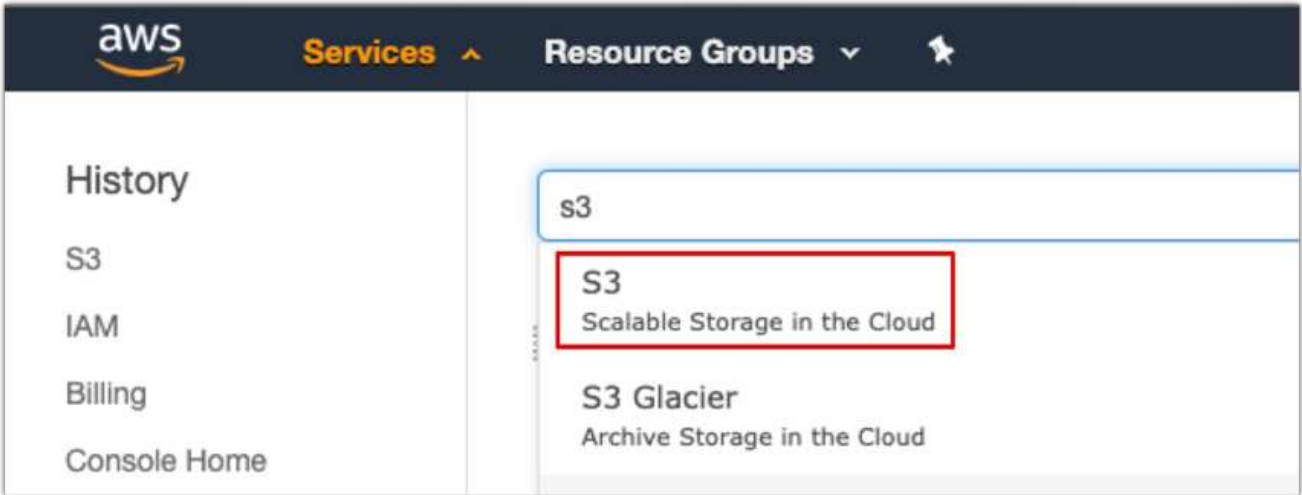 aws
Services
Resource Groups
History
S3
IAM
Billing
Console Home
s3
S3
Scalable Storage in the Cloud
S3 Glacier
Archive Storage in the Cloud